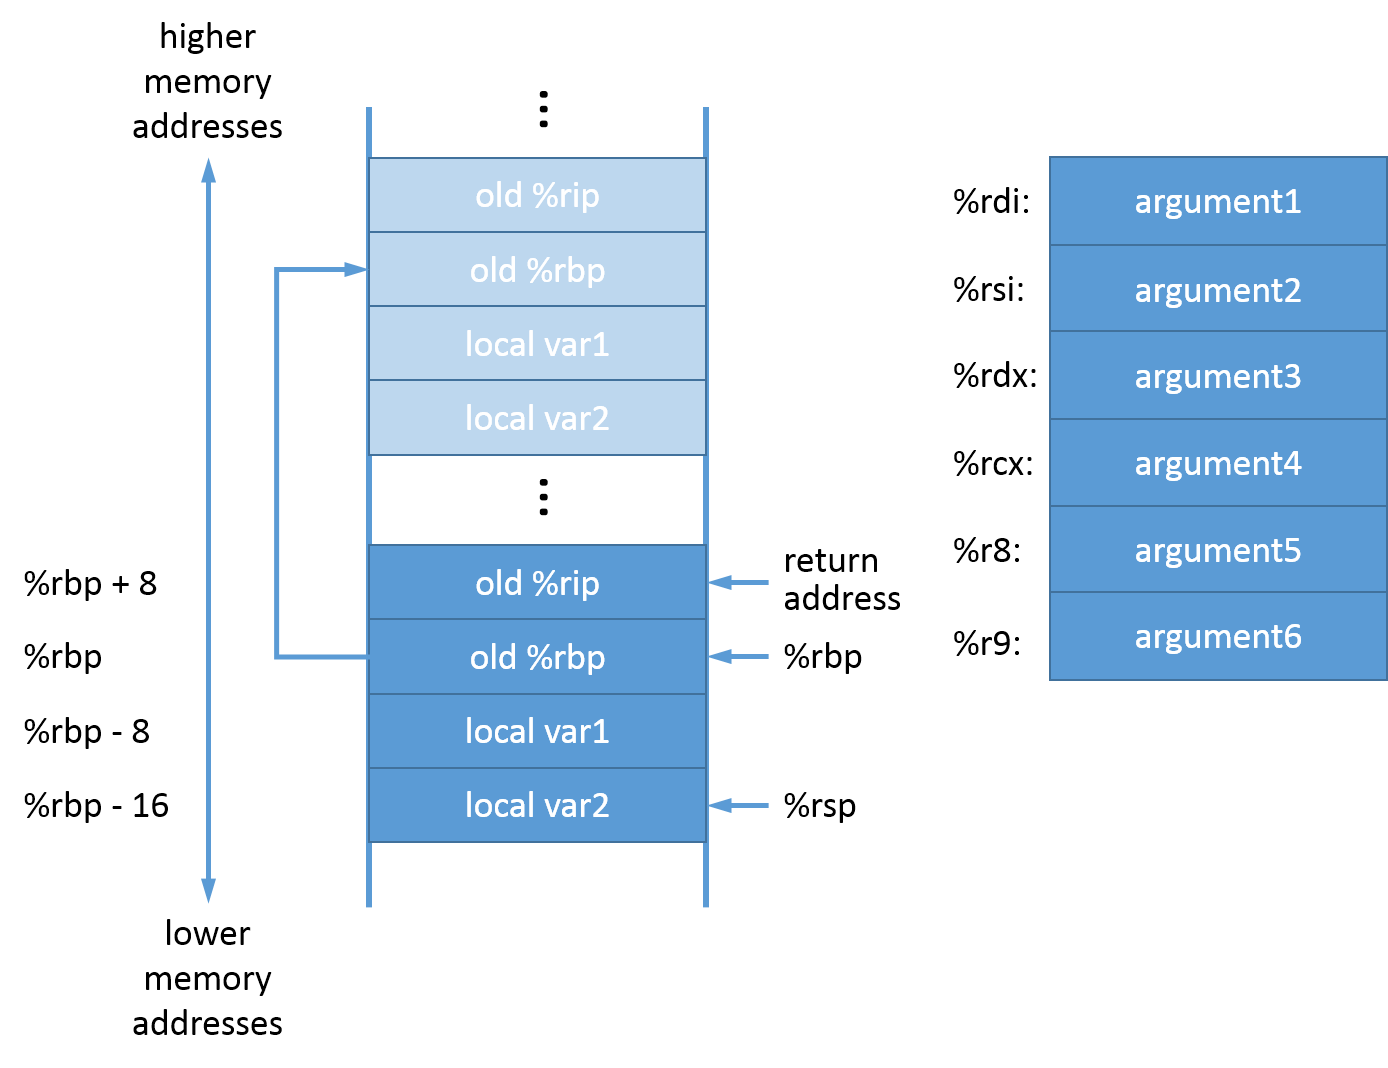 higher
memory
addresses
⋮
old %rip
old %rbp
local var1
local var2
⋮
%rbp + 8
%rbp
%rbp - 8
%rbp - 16
old %rip
old %rbp
local var1
local var2
return
address
%rbp
%rsp
lower
memory
addresses
%rdi: argument1
%rsi: argument2
%rdx: argument3
%rcx: argument4
%r8: argument5
%r9: argument6